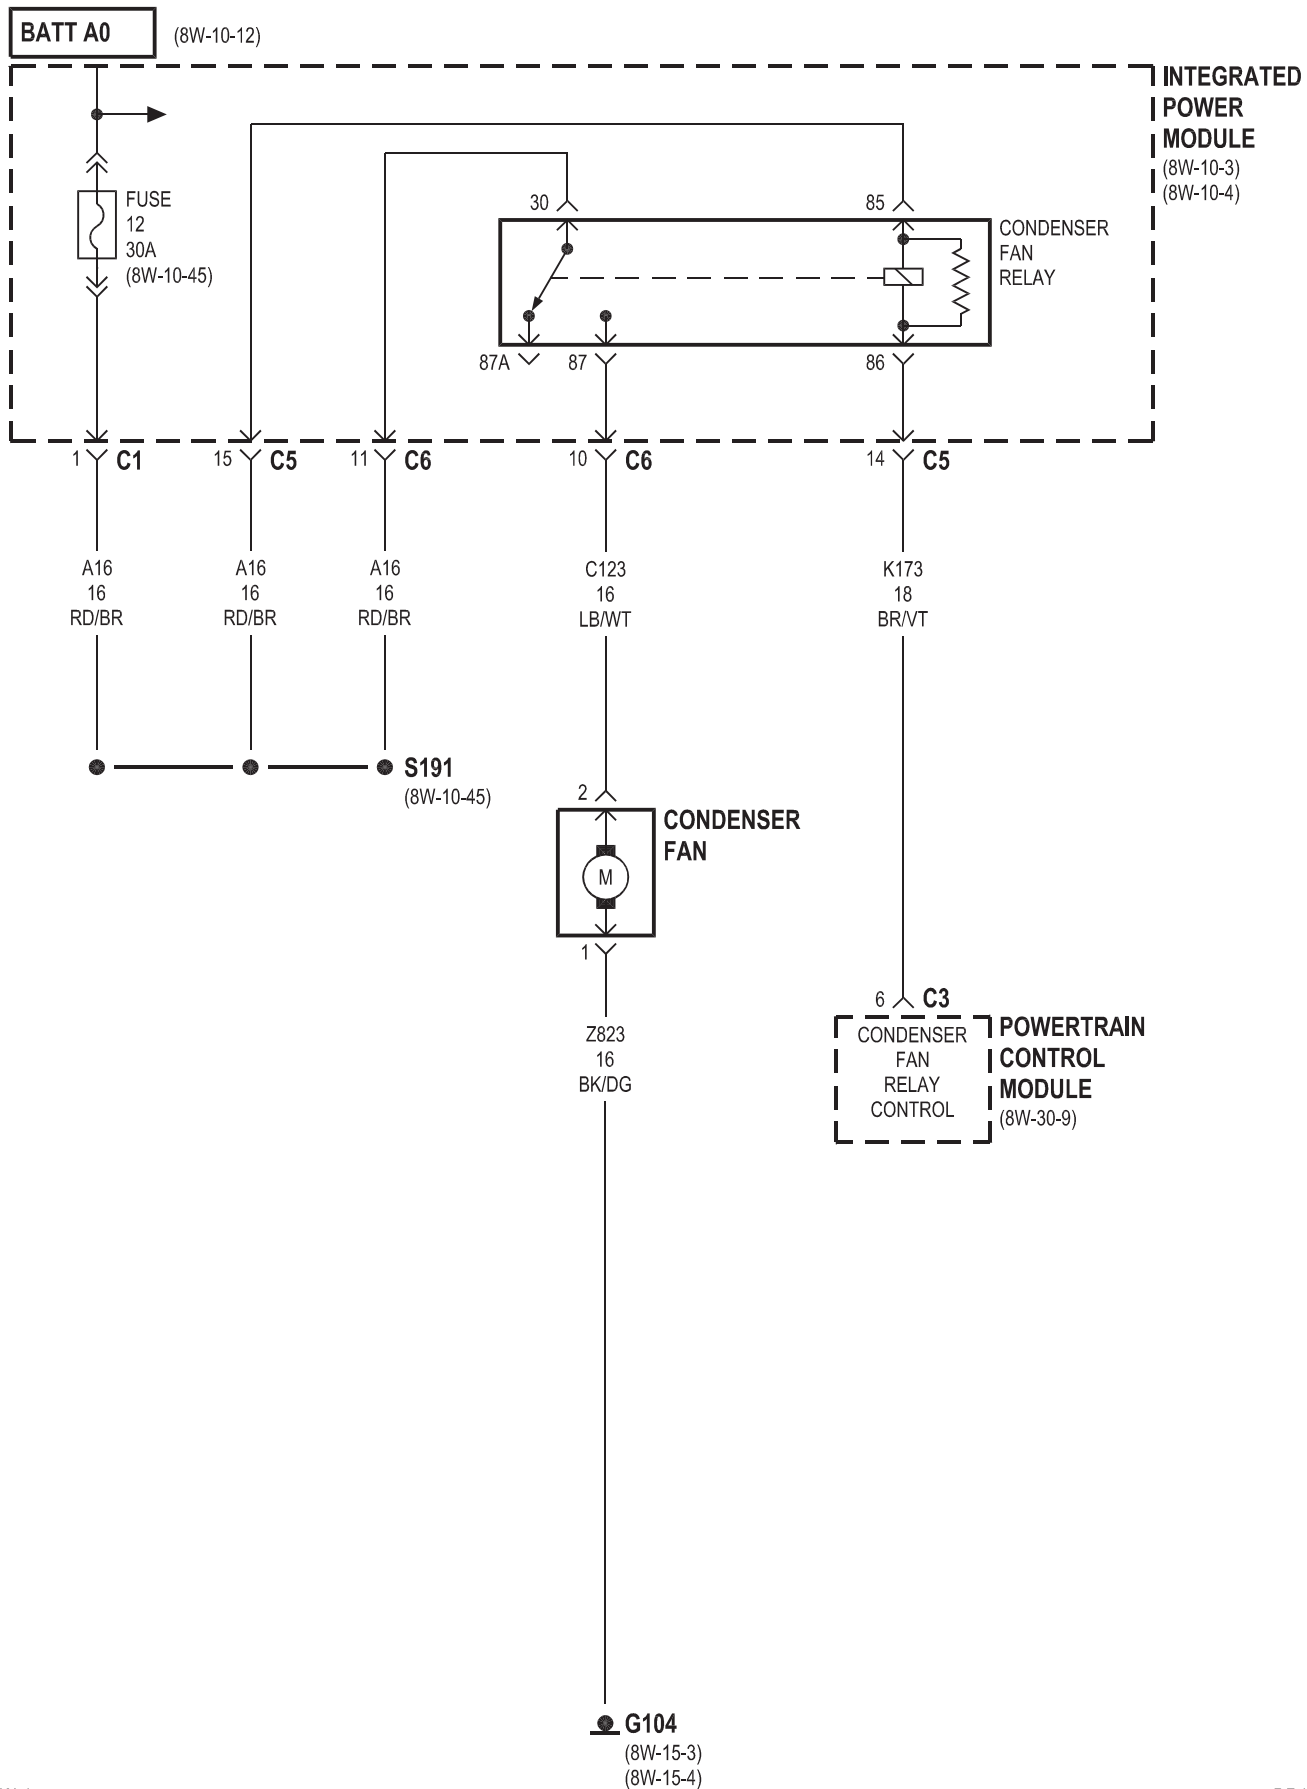 BATT A0
(8W-10-12)
INTEGRATED
POWER
MODULE
(8W-10-3)
(8W-10-4)
FUSE
12
30A
(8W-10-45)
30
85
CONDENSER
FAN
RELAY
87A
87
86
1
C1
15
C5
11
C6
10
C6
14
C5
A16
16
RD/BR
A16
16
RD/BR
A16
16
RD/BR
C123
16
LB/WT
K173
18
BR/VT
S191
(8W-10-45)
2
CONDENSER
FAN
M
1
Z823
16
BK/DG
6
C3
CONDENSER
FAN
RELAY
CONTROL
POWERTRAIN
CONTROL
MODULE
(8W-30-9)
G104
(8W-15-3)
(8W-15-4)